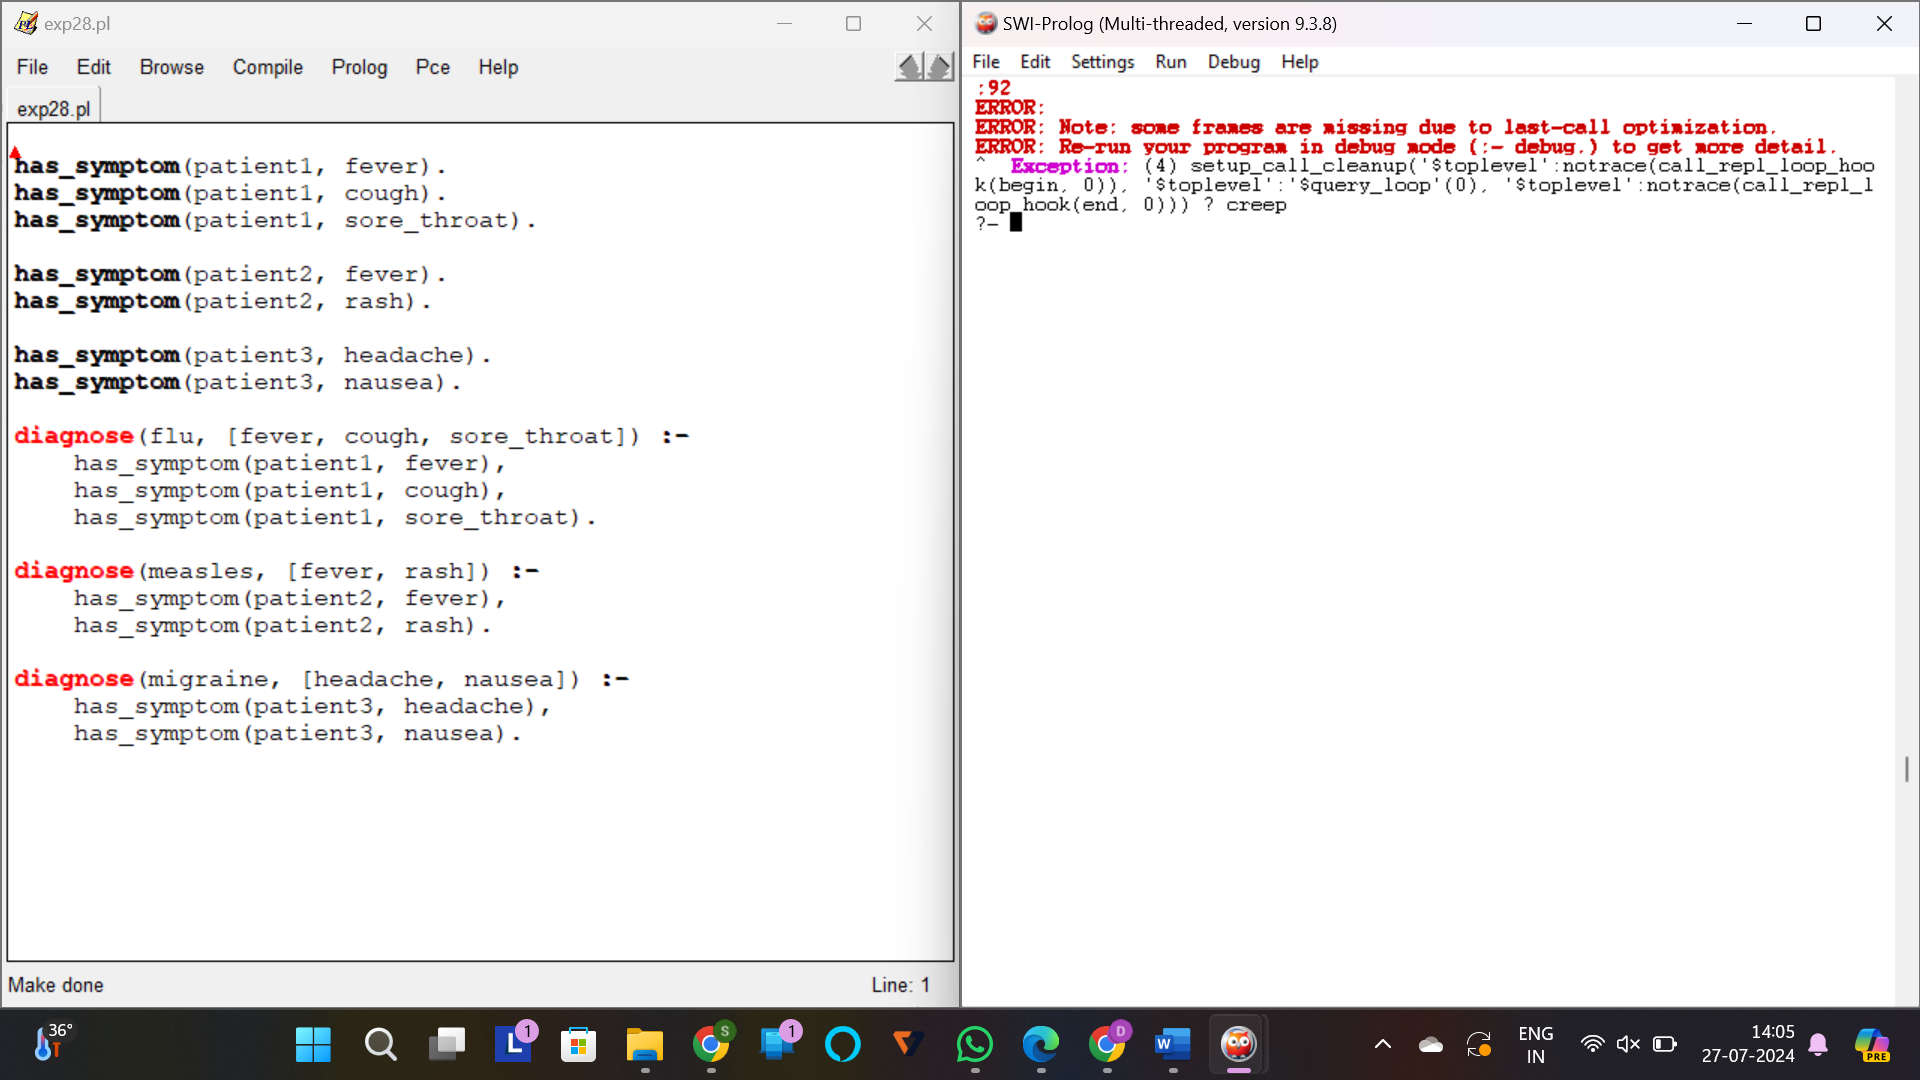 exp28.pl
File Edit Browse Compile Prolog Pce Help
exp28.pl
has_symptom(patient1, fever).
has_symptom(patient1, cough).
has_symptom(patient1, sore_throat).
has_symptom(patient2, fever).
has_symptom(patient2, rash).
has_symptom(patient3, headache).
has_symptom(patient3, nausea).
diagnose(flu, [fever, cough, sore_throat]) :-
has_symptom(patient1, fever),
has_symptom(patient1, cough),
has_symptom(patient1, sore_throat).
diagnose(measles, [fever, rash]) :-
has_symptom(patient2, fever),
has_symptom(patient2, rash).
diagnose(migraine, [headache, nausea]) :-
has_symptom(patient3, headache),
has_symptom(patient3, nausea).
Make done
Line: 1
SWI-Prolog (Multi-threaded, version 9.3.8)
File Edit Settings Run Debug Help
:92
ERROR:
ERROR: Note: some frames are missing due to last-call optimization.
ERROR: Re-run your program in debug mode (:- debug.) to get more detail.
^  Exception: (4) setup_call_cleanup('$toplevel':notrace(call_repl_loop_hoo
k(begin, 0)), '$toplevel':'$query_loop'(0), '$toplevel':notrace(call_repl_l
oop_hook(end, 0))) ? creep
?-
36°
1
S
1
D
ENG
IN
14:05
27-07-2024
PRE